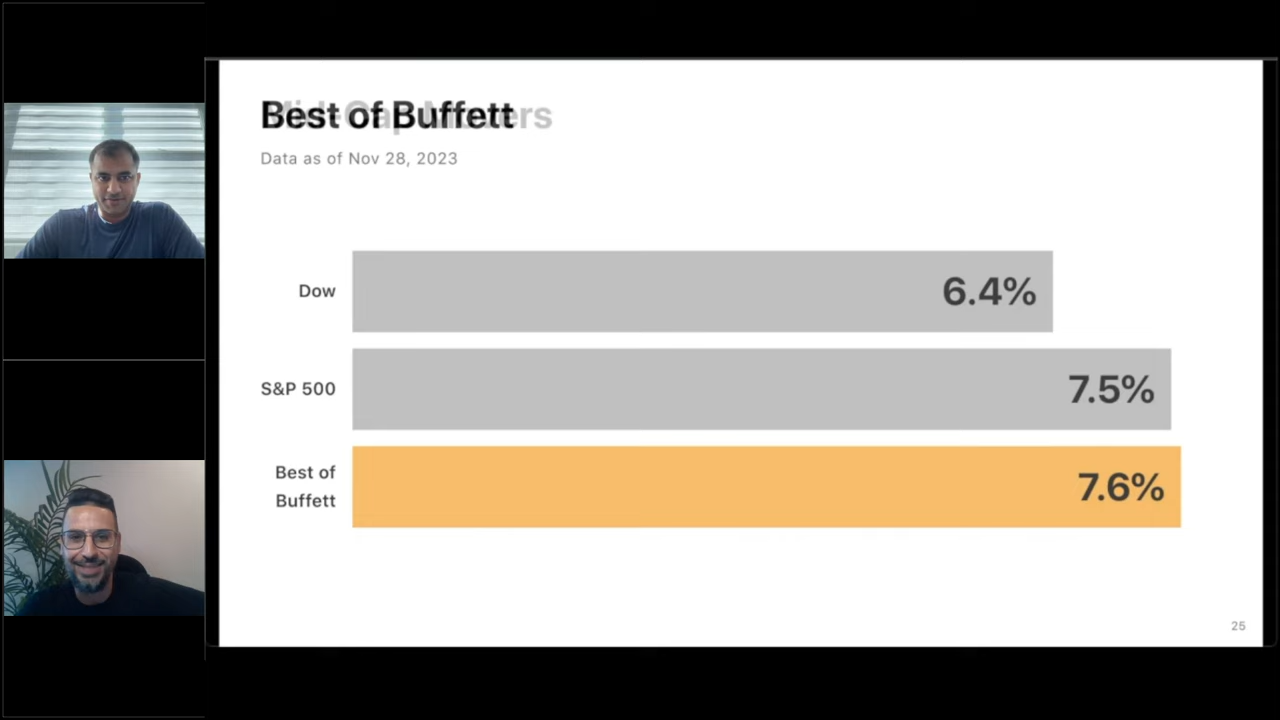 Best of Buffett
Data as of Nov 28, 2023
Dow
6.4%
S&P 500
7.5%
Best of
Buffett
7.6%
25